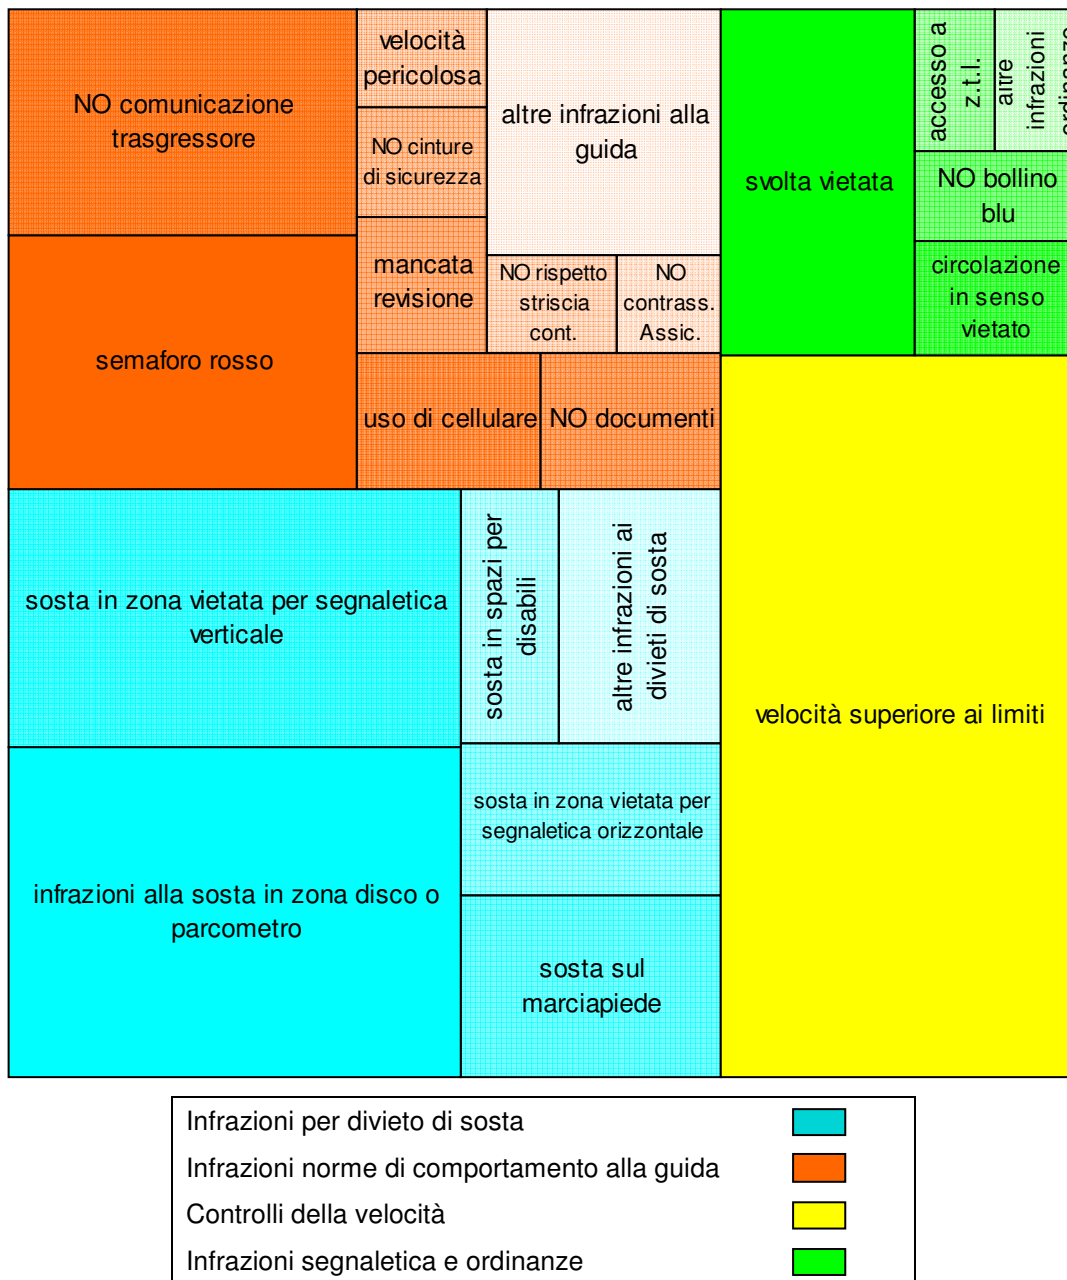 NO comunicazione
trasgressore
semaforo rosso
velocità
pericolosa
NO cinture
di sicurezza
mancata
revisione
altre infrazioni alla
guida
NO rispetto
striscia
cont.
NO
contrass.
Assic.
uso di cellulare
NO documenti
svolta vietata
accesso a
z.t.l.
altre
infrazioni
ordinanze
NO bollino
blu
circolazione
in senso
vietato
sosta in zona vietata per segnaletica
verticale
sosta in spazi per
disabili
altre infrazioni ai
divieti di sosta
sosta in zona vietata per
segnaletica orizzontale
infrazioni alla sosta in zona disco o
parcometro
sosta sul
marciapiede
velocità superiore ai limiti
Infrazioni per divieto di sosta
Infrazioni norme di comportamento alla guida
Controlli della velocità
Infrazioni segnaletica e ordinanze